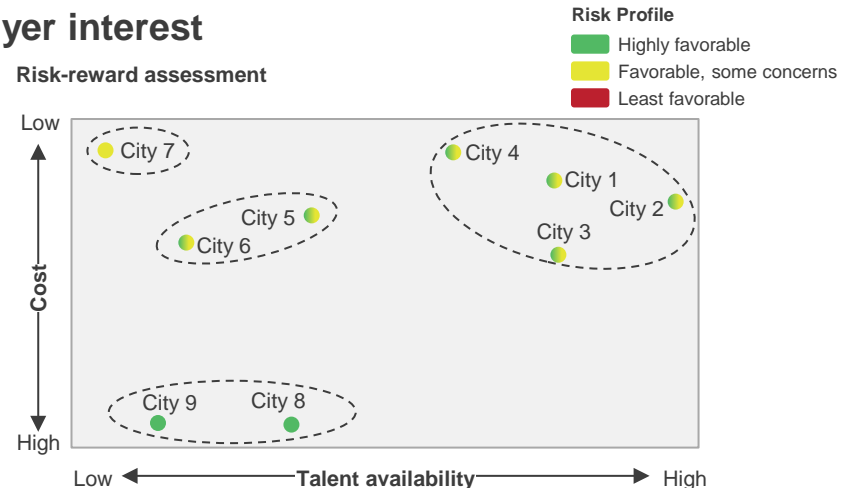 yer interest
Risk Profile
Highly favorable
Favorable, some concerns
Least favorable
Risk-reward assessment
Low
City 7
City 4
City 1
City 2
City 5
City 3
City 6
Cost
City 9
City 8
High
Low
Talent availability
High